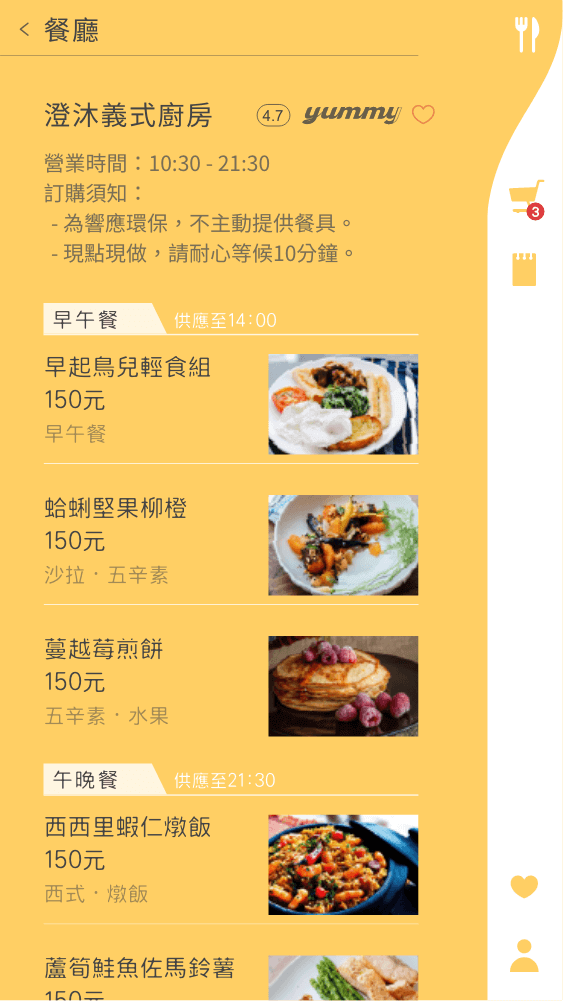 餐廳
澄沐義式廚房 4.7 yummy
3
營業時間：10:30 - 21:30
訂購須知：
- 為響應環保，不主動提供餐具。
- 現點現做，請耐心等候10分鐘。
早午餐 供應至14:00
早起鳥兒輕食組
150元
早午餐
蛤蜊堅果柳橙
150元
沙拉．五辛素
蔓越莓煎餅
150元
五辛素．水果
午晚餐 供應至21:30
西西里蝦仁燉飯
150元
西式．燉飯
蘆筍鮭魚佐馬鈴薯
150元